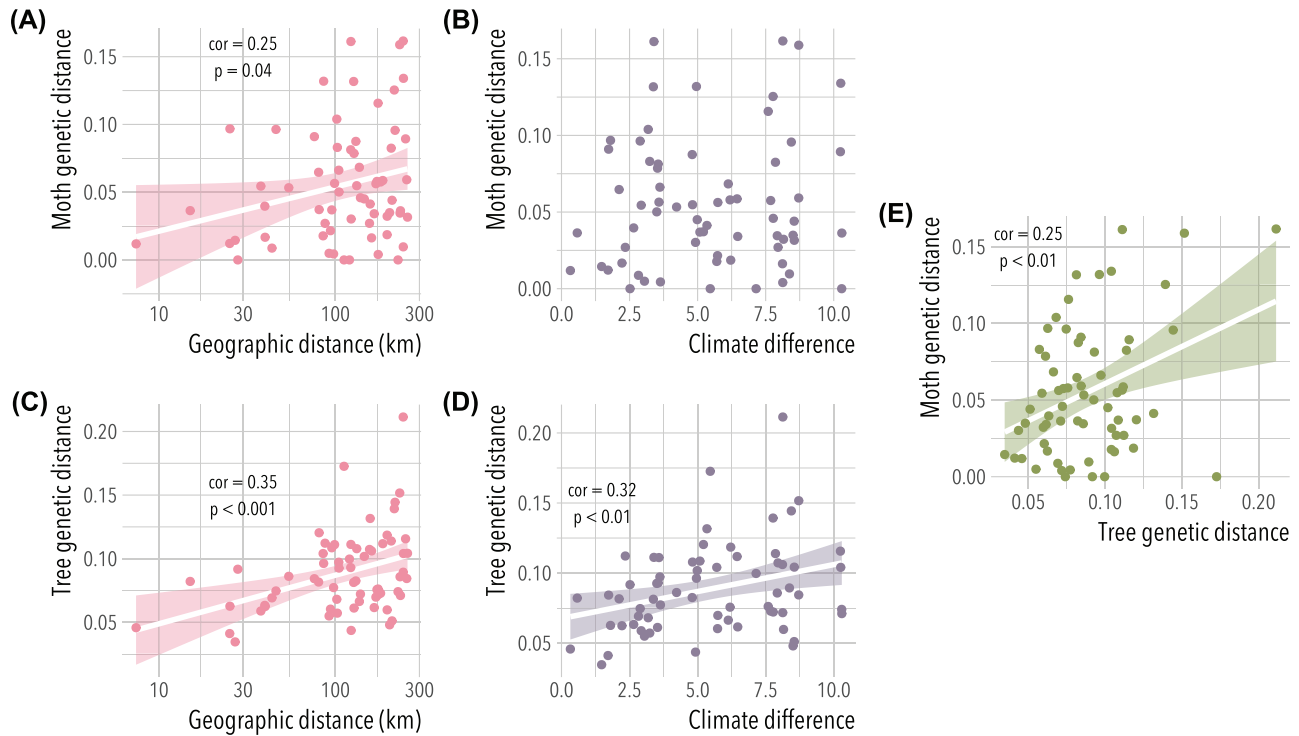 (A)
Moth genetic distance
0.15
0.10
0.05
0.00
cor = 0.25
p = 0.04
10
30
100
300
Geographic distance (km)
(B)
Moth genetic distance
0.15
0.10
0.05
0.00
0.0
2.5
5.0
7.5
10.0
Climate difference
(C)
Tree genetic distance
0.20
0.15
0.10
0.05
cor = 0.35
p < 0.001
10
30
100
300
Geographic distance (km)
(D)
Tree genetic distance
0.20
0.15
0.10
0.05
cor = 0.32
p < 0.01
0.0
2.5
5.0
7.5
10.0
Climate difference
(E)
Moth genetic distance
0.15
0.10
0.05
0.00
cor = 0.25
p < 0.01
0.05
0.10
0.15
0.20
Tree genetic distance